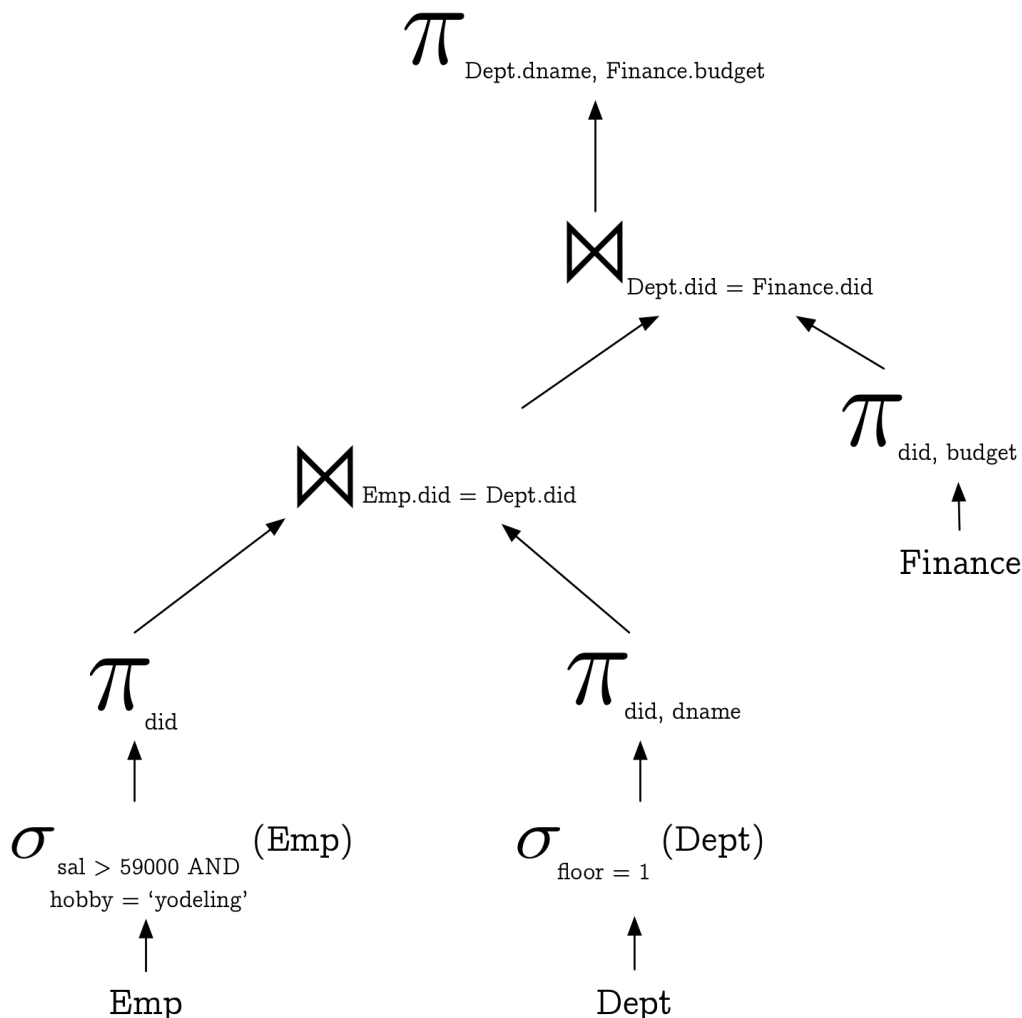 π Dept.dname, Finance.budget
⋈ Dept.did = Finance.did
π did, budget
⋈ Emp.did = Dept.did
Finance
π did
π did, dname
σ sal > 59000 AND hobby = ‘yodeling’ (Emp)
σ floor = 1 (Dept)
Emp
Dept